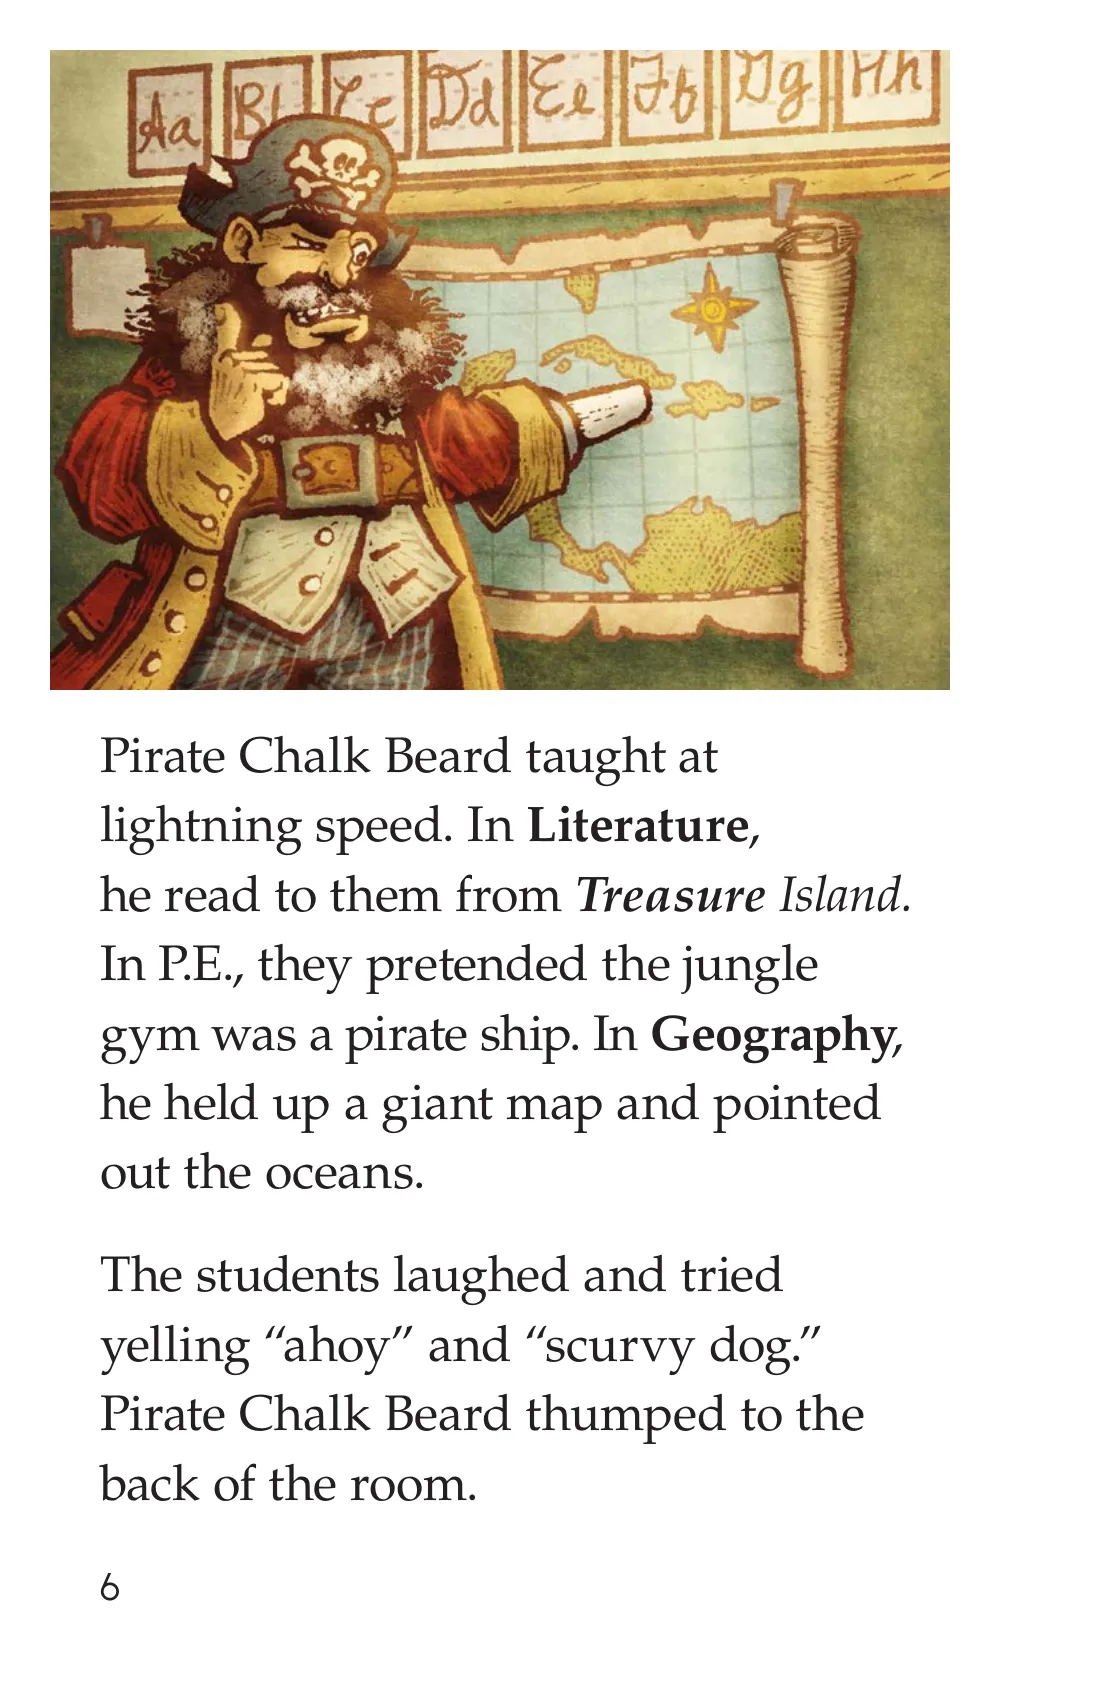 Aa Bb Cc Dd Ee Ff Gg Hh
Pirate Chalk Beard taught at
lightning speed. In Literature,
he read to them from Treasure Island.
In P.E., they pretended the jungle
gym was a pirate ship. In Geography,
he held up a giant map and pointed
out the oceans.
The students laughed and tried
yelling “ahoy” and “scurvy dog.”
Pirate Chalk Beard thumped to the
back of the room.
6